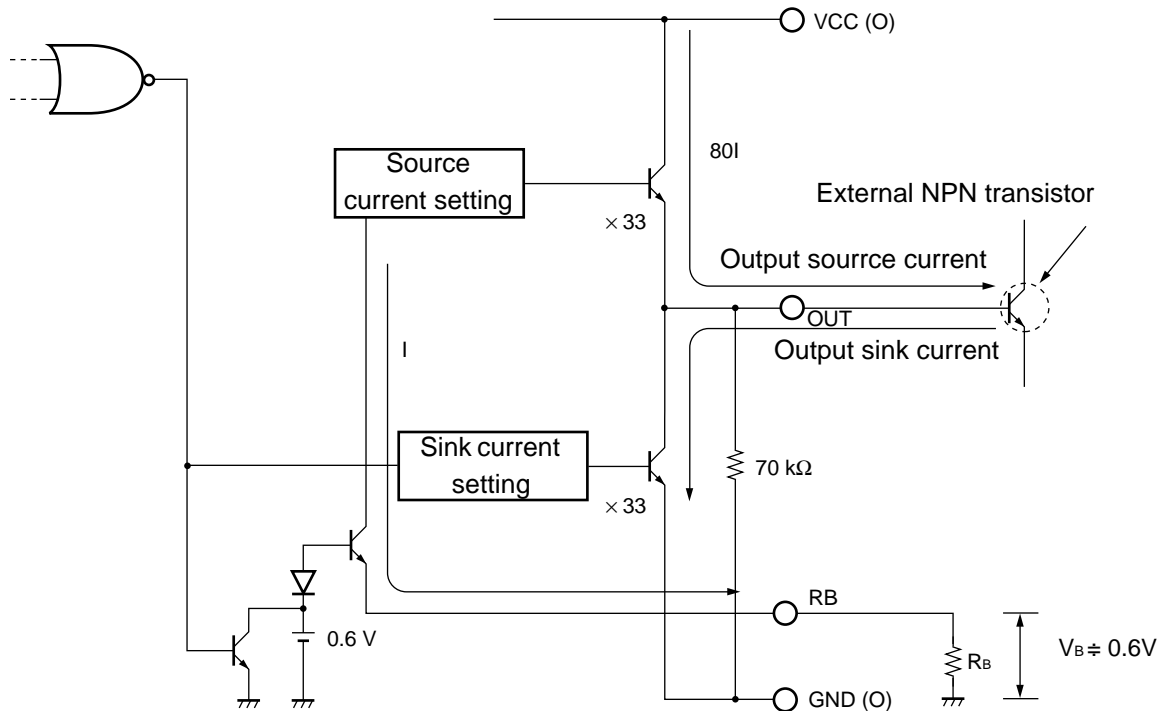 VCC (O)
80I
Source
current setting
External NPN transistor
× 33
Output sourrce current
OUT
Output sink current
I
Sink current
setting
70 kΩ
× 33
RB
0.6 V
RB
VB ≑ 0.6V
GND (O)